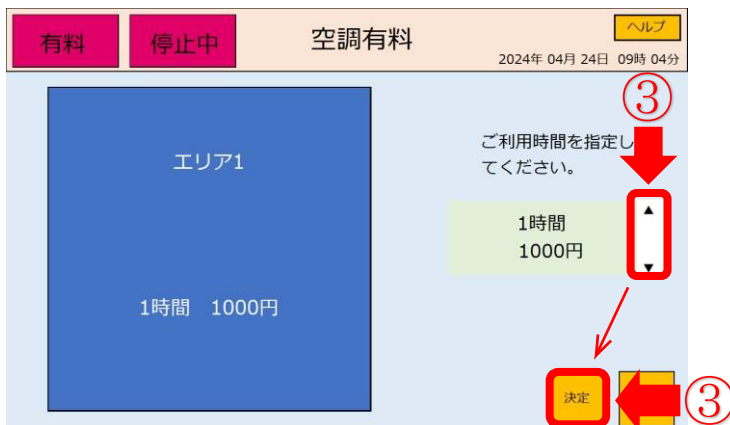 有料
停止中
空調有料
ヘルプ
2024年 04月 24日 09時 04分
③
エリア1
ご利用時間を指定し
てください。
1時間
1000円
▲
▼
1時間 1000円
決定
③